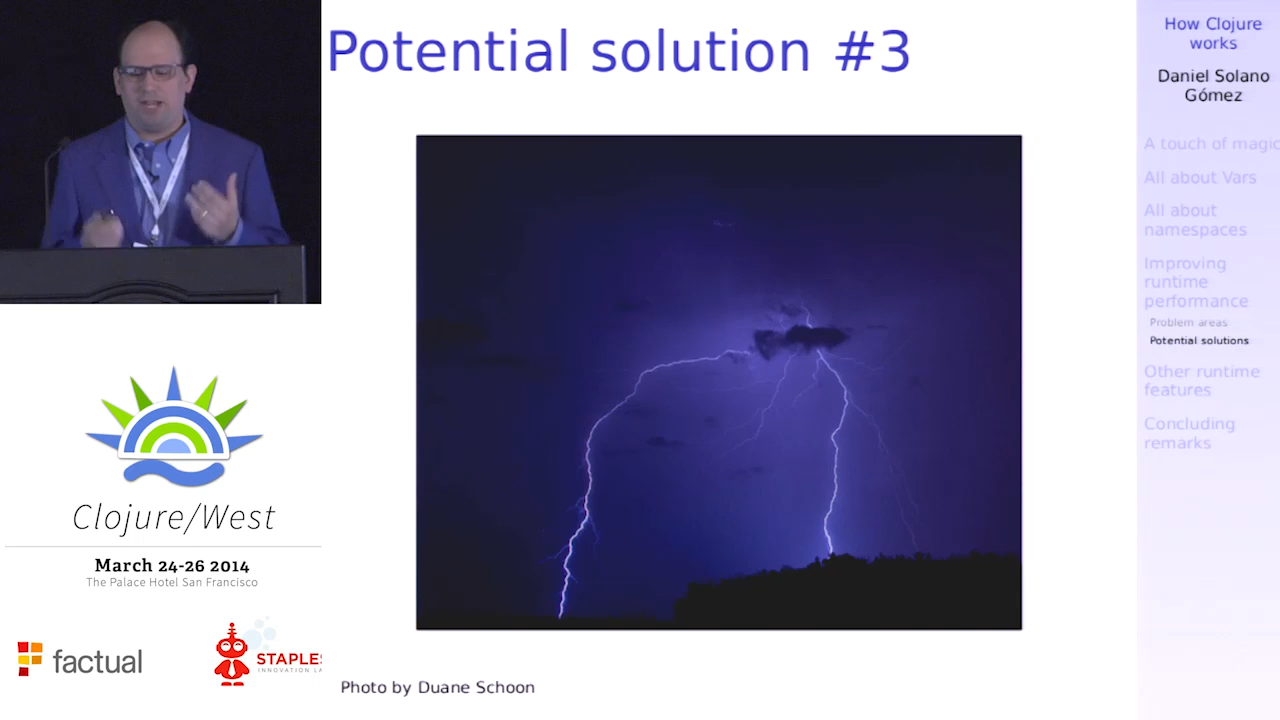 Potential solution #3
Photo by Duane Schoon
How Clojure
works
Daniel Solano
Gómez
A touch of magic
All about Vars
All about
namespaces
Improving
runtime
performance
Problem areas
Potential solutions
Other runtime
features
Concluding
remarks
Clojure/West
March 24-26 2014
The Palace Hotel San Francisco
factual
STAPLES
INNOVATION LA